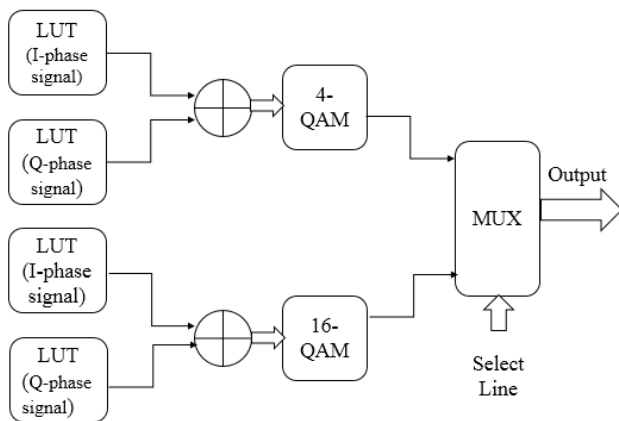 LUT
(I-phase
signal)
LUT
(Q-phase
signal)
4-
QAM
LUT
(I-phase
signal)
LUT
(Q-phase
signal)
16-
QAM
MUX
Output
Select
Line